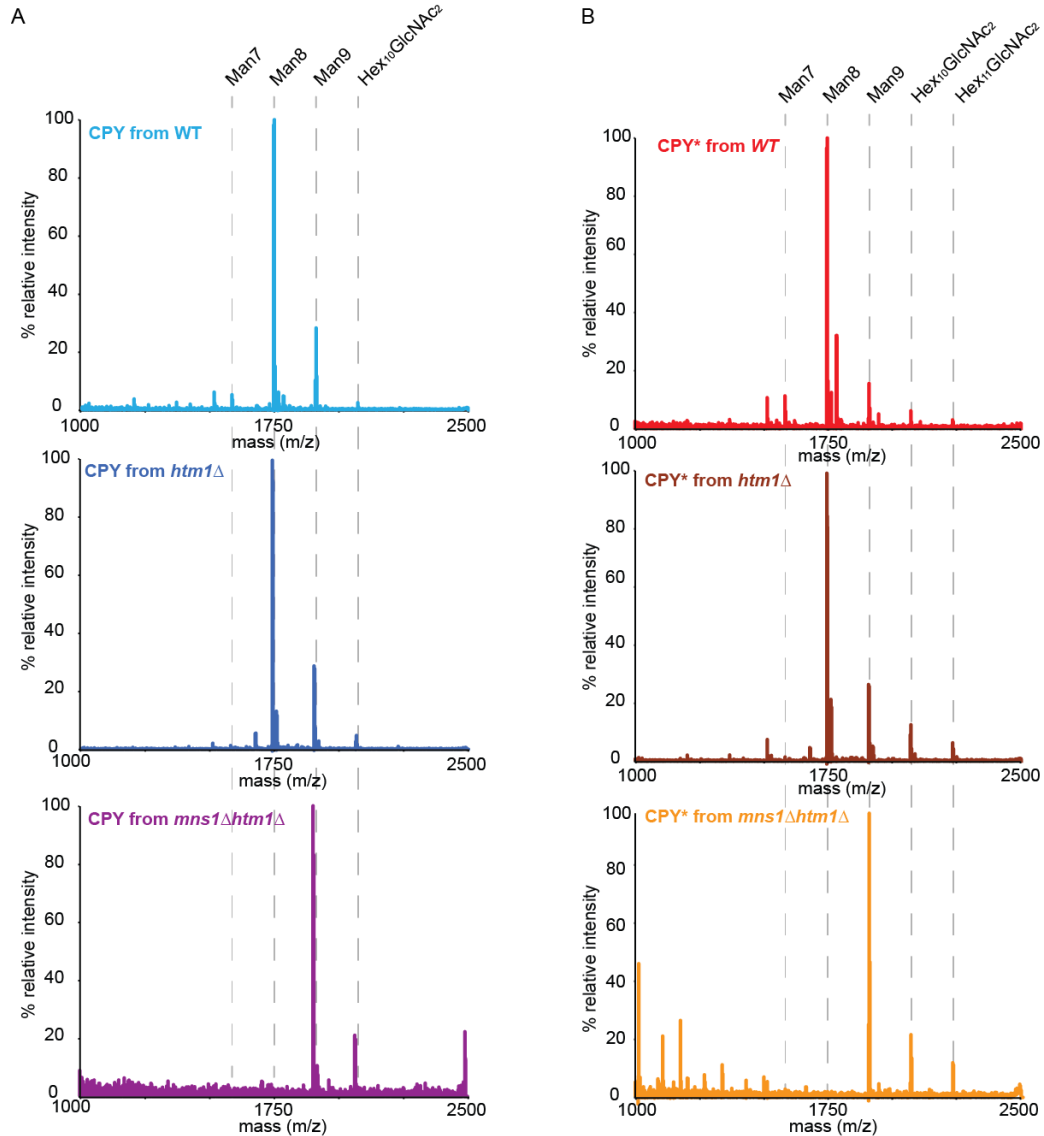 A
Man7
Man8
Man9
Hex₁₀GlcNAc₂
CPY from WT
% relative intensity
100
80
60
40
20
0
1000
1750
2500
mass (m/z)
CPY from htm1Δ
% relative intensity
100
80
60
40
20
0
1000
1750
2500
mass (m/z)
CPY from mns1Δhtm1Δ
% relative intensity
100
80
60
40
20
0
1000
1750
2500
mass (m/z)
B
Man7
Man8
Man9
Hex₁₀GlcNAc₂
Hex₁₁GlcNAc₂
CPY* from WT
% relative intensity
100
80
60
40
20
0
1000
1750
2500
mass (m/z)
CPY* from htm1Δ
% relative intensity
100
80
60
40
20
0
1000
1750
2500
mass (m/z)
CPY* from mns1Δhtm1Δ
% relative intensity
100
80
60
40
20
0
1000
1750
2500
mass (m/z)